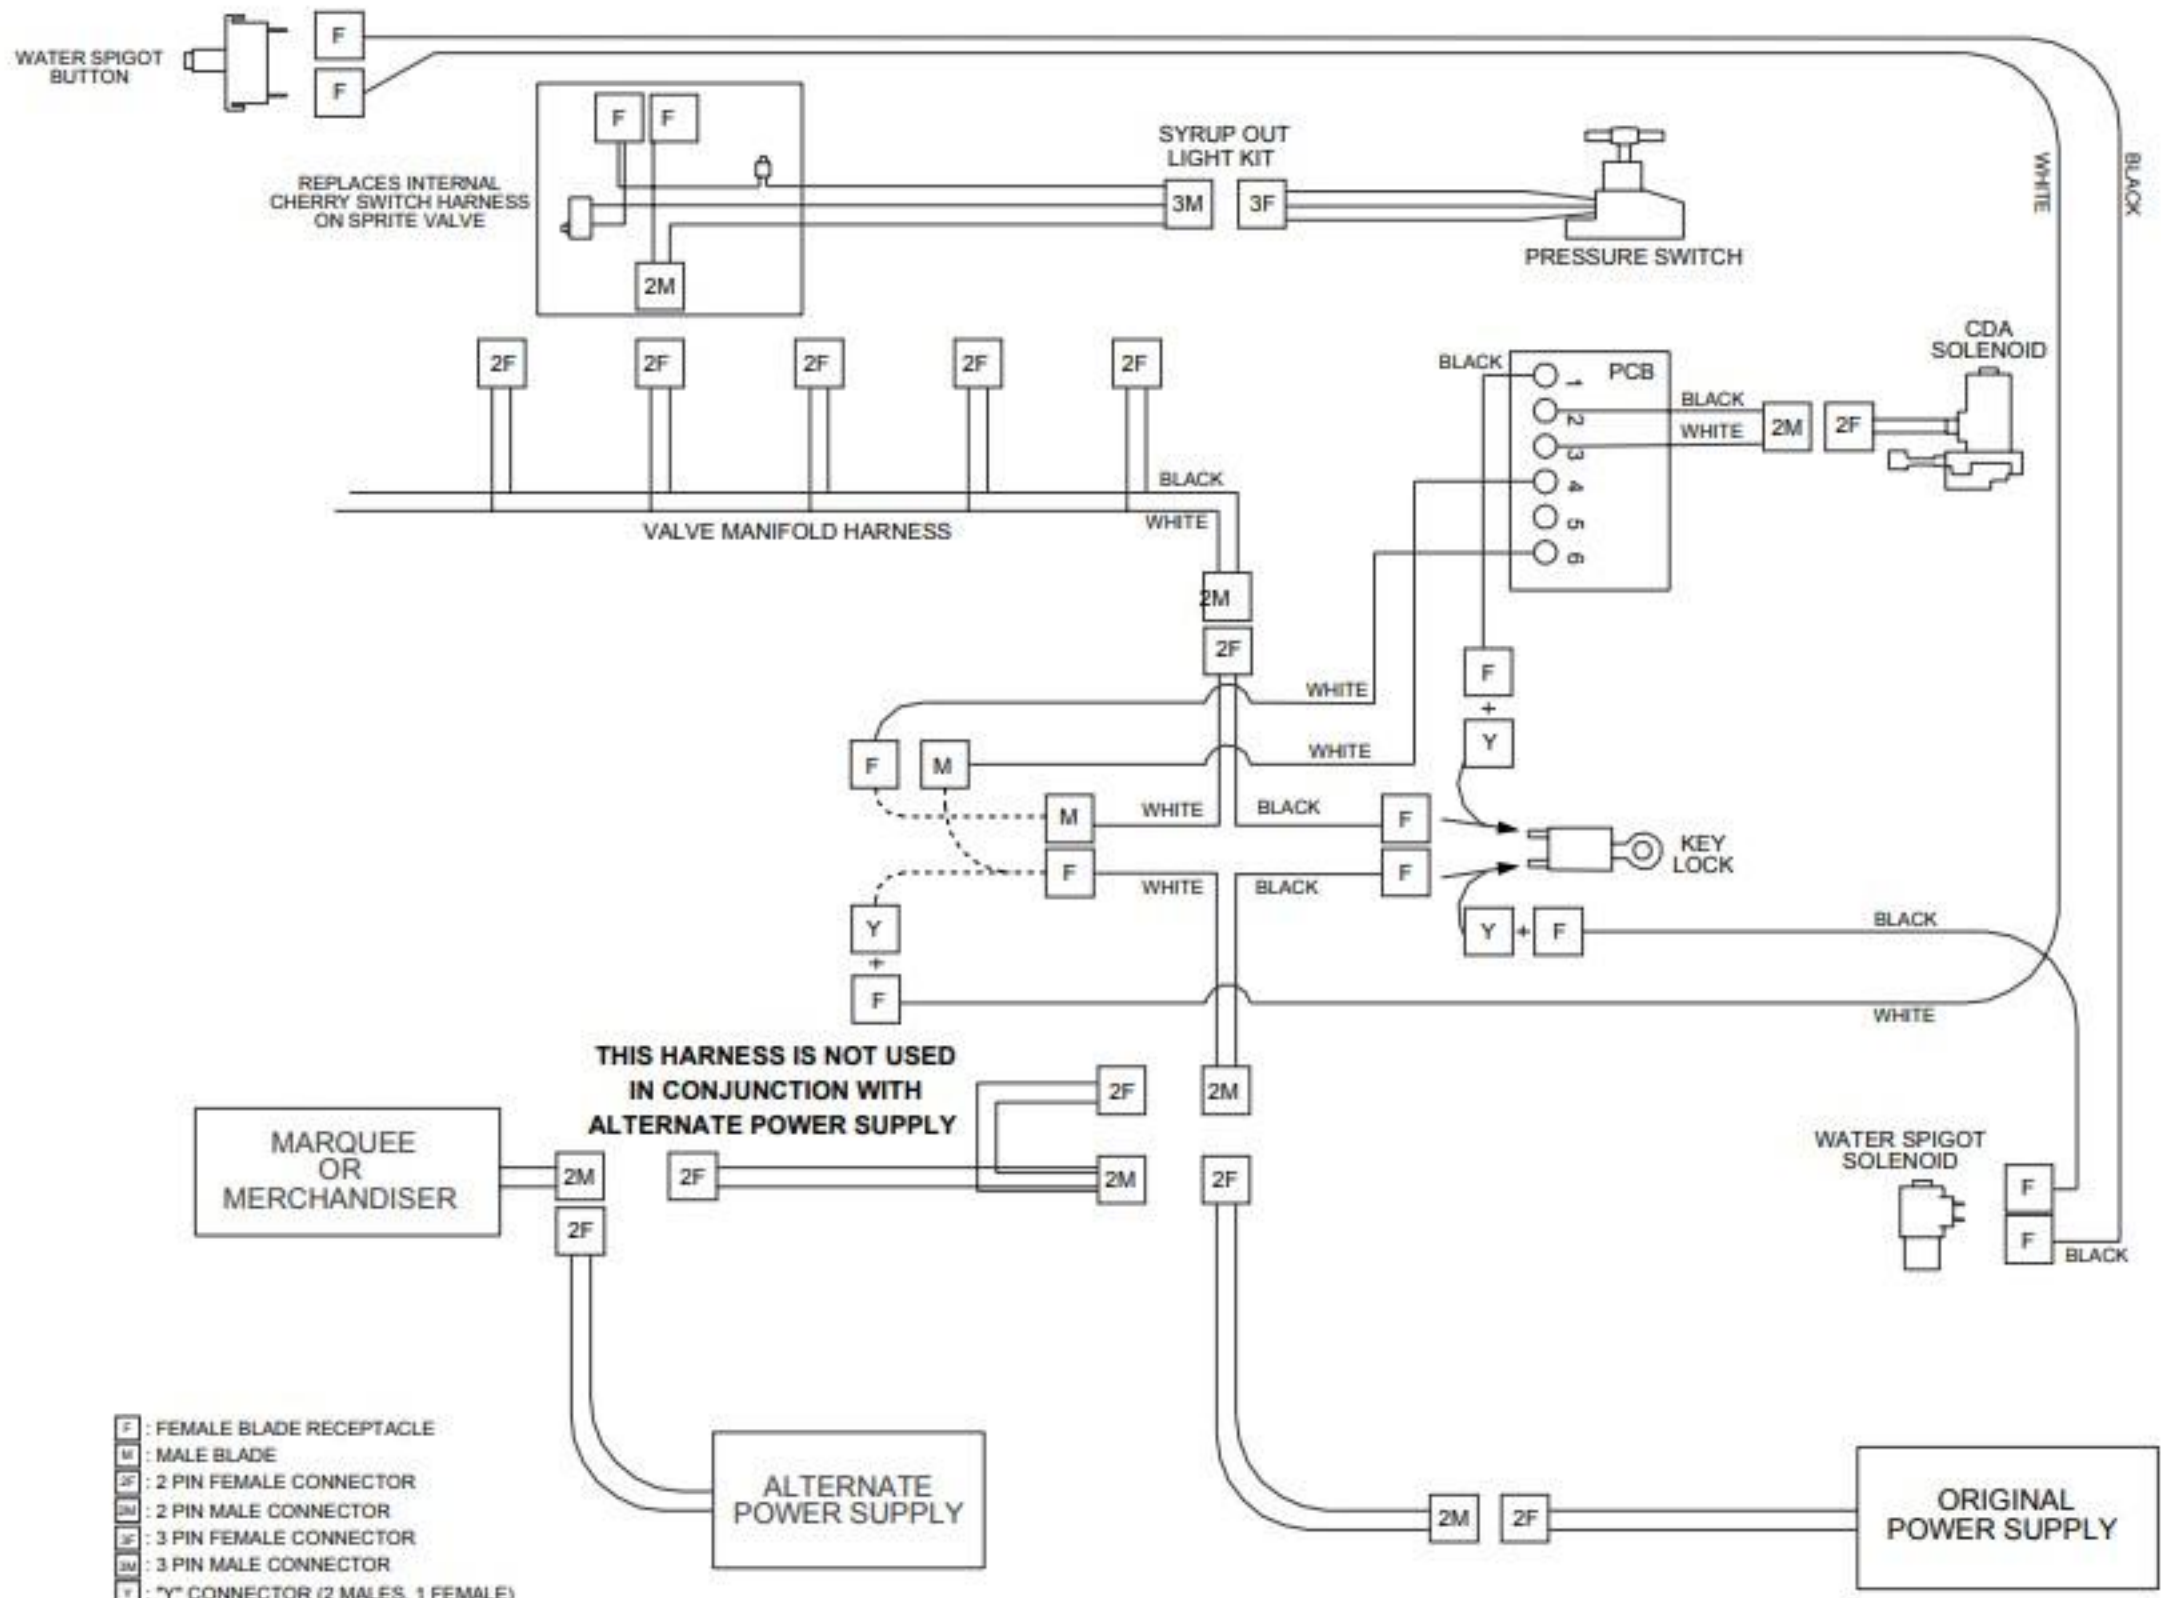 WATER SPIGOT
BUTTON
F
F
F
F
REPLACES INTERNAL
CHERRY SWITCH HARNESS
ON SPRITE VALVE
2M
SYRUP OUT
LIGHT KIT
3M
3F
PRESSURE SWITCH
WHITE
BLACK
2F
2F
2F
2F
2F
BLACK
WHITE
VALVE MANIFOLD HARNESS
2M
2F
BLACK
PCB
1
2
3
4
5
6
BLACK
WHITE
2M
2F
CDA
SOLENOID
F
+
Y
WHITE
WHITE
F
M
M
WHITE
BLACK
F
F
WHITE
BLACK
F
KEY
LOCK
Y
+
F
BLACK
Y
+
F
WHITE
THIS HARNESS IS NOT USED
IN CONJUNCTION WITH
ALTERNATE POWER SUPPLY
2F
2M
MARQUEE
OR
MERCHANDISER
2M
2F
2M
2F
2F
WATER SPIGOT
SOLENOID
F
F
BLACK
ALTERNATE
POWER SUPPLY
2M
2F
ORIGINAL
POWER SUPPLY
F : FEMALE BLADE RECEPTACLE
M : MALE BLADE
2F : 2 PIN FEMALE CONNECTOR
2M : 2 PIN MALE CONNECTOR
3F : 3 PIN FEMALE CONNECTOR
3M : 3 PIN MALE CONNECTOR
Y : "Y" CONNECTOR (2 MALES, 1 FEMALE)